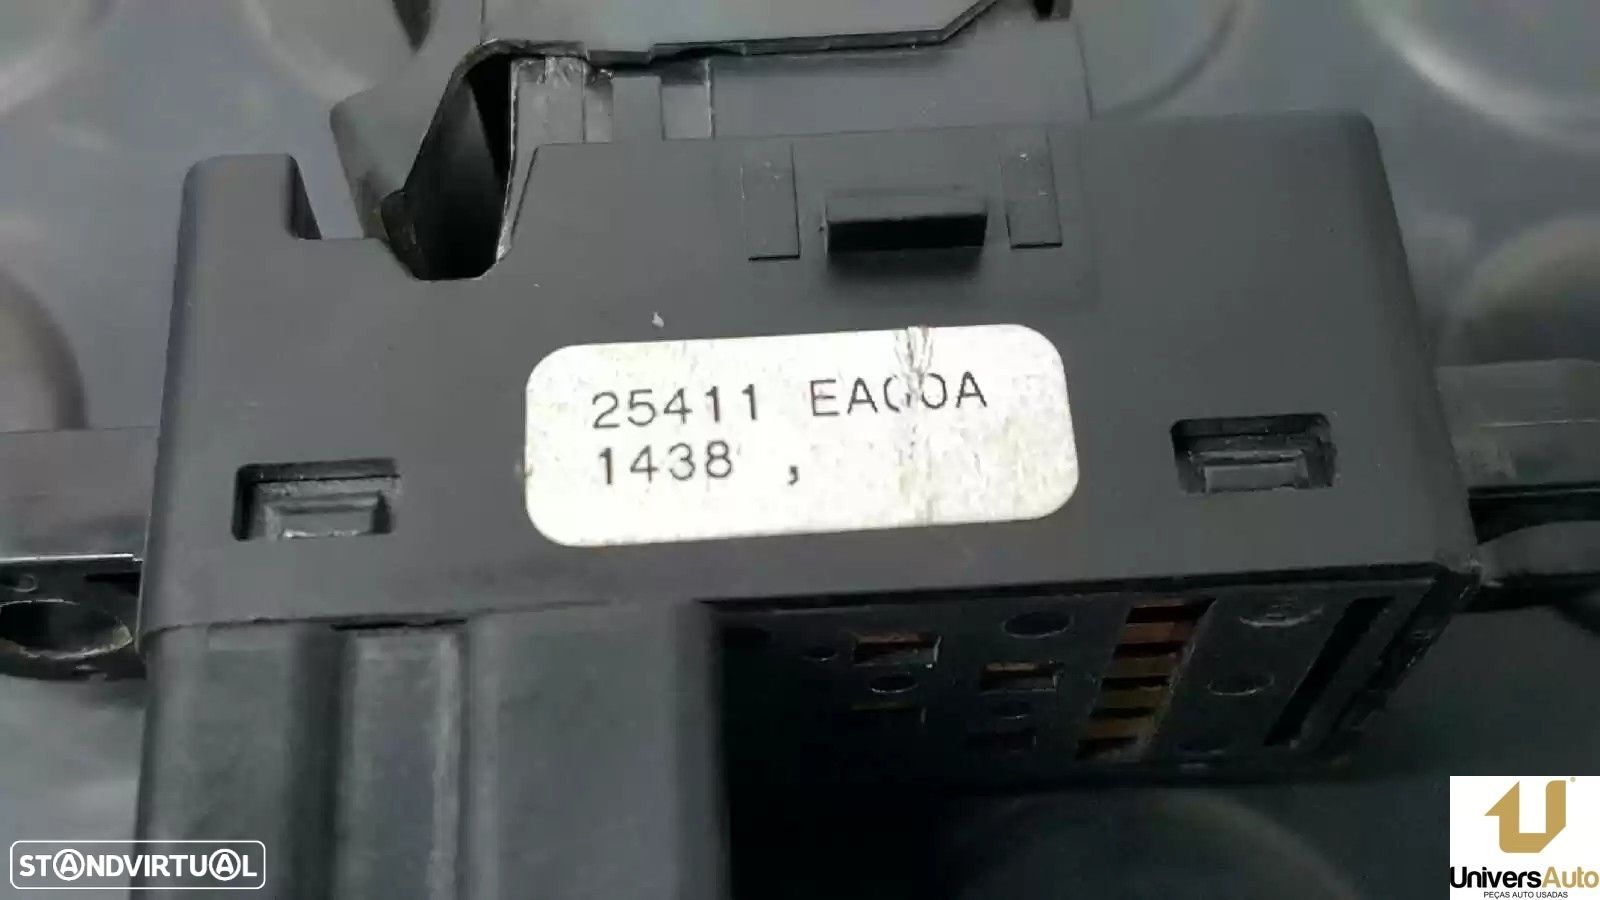 25411 EA00A
1438 ,
STANDVIRTUAL
UniversAuto
PEÇAS AUTO USADAS